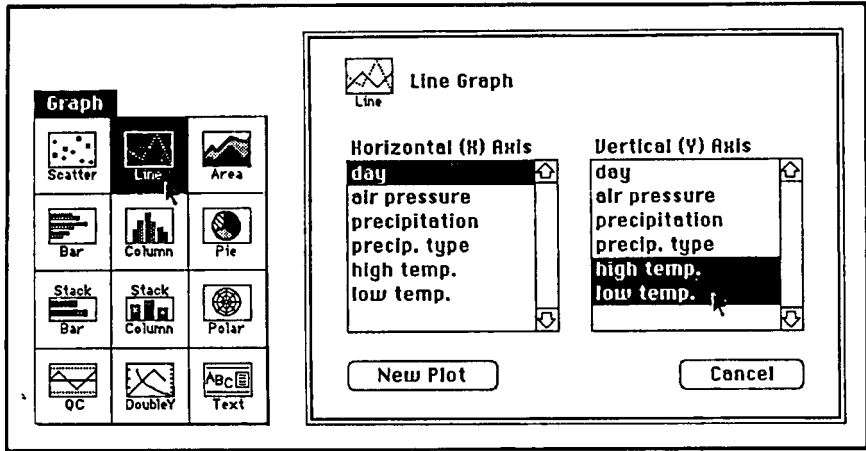 Graph
Scatter
Line
Area
Bar
Column
Pie
Stack
Bar
Stack
Column
Polar
QC
DoubleY
ABC
Text
Line
Line Graph
Horizontal (X) Axis
day
air pressure
precipitation
precip. type
high temp.
low temp.
Vertical (Y) Axis
day
air pressure
precipitation
precip. type
high temp.
low temp.
New Plot
Cancel